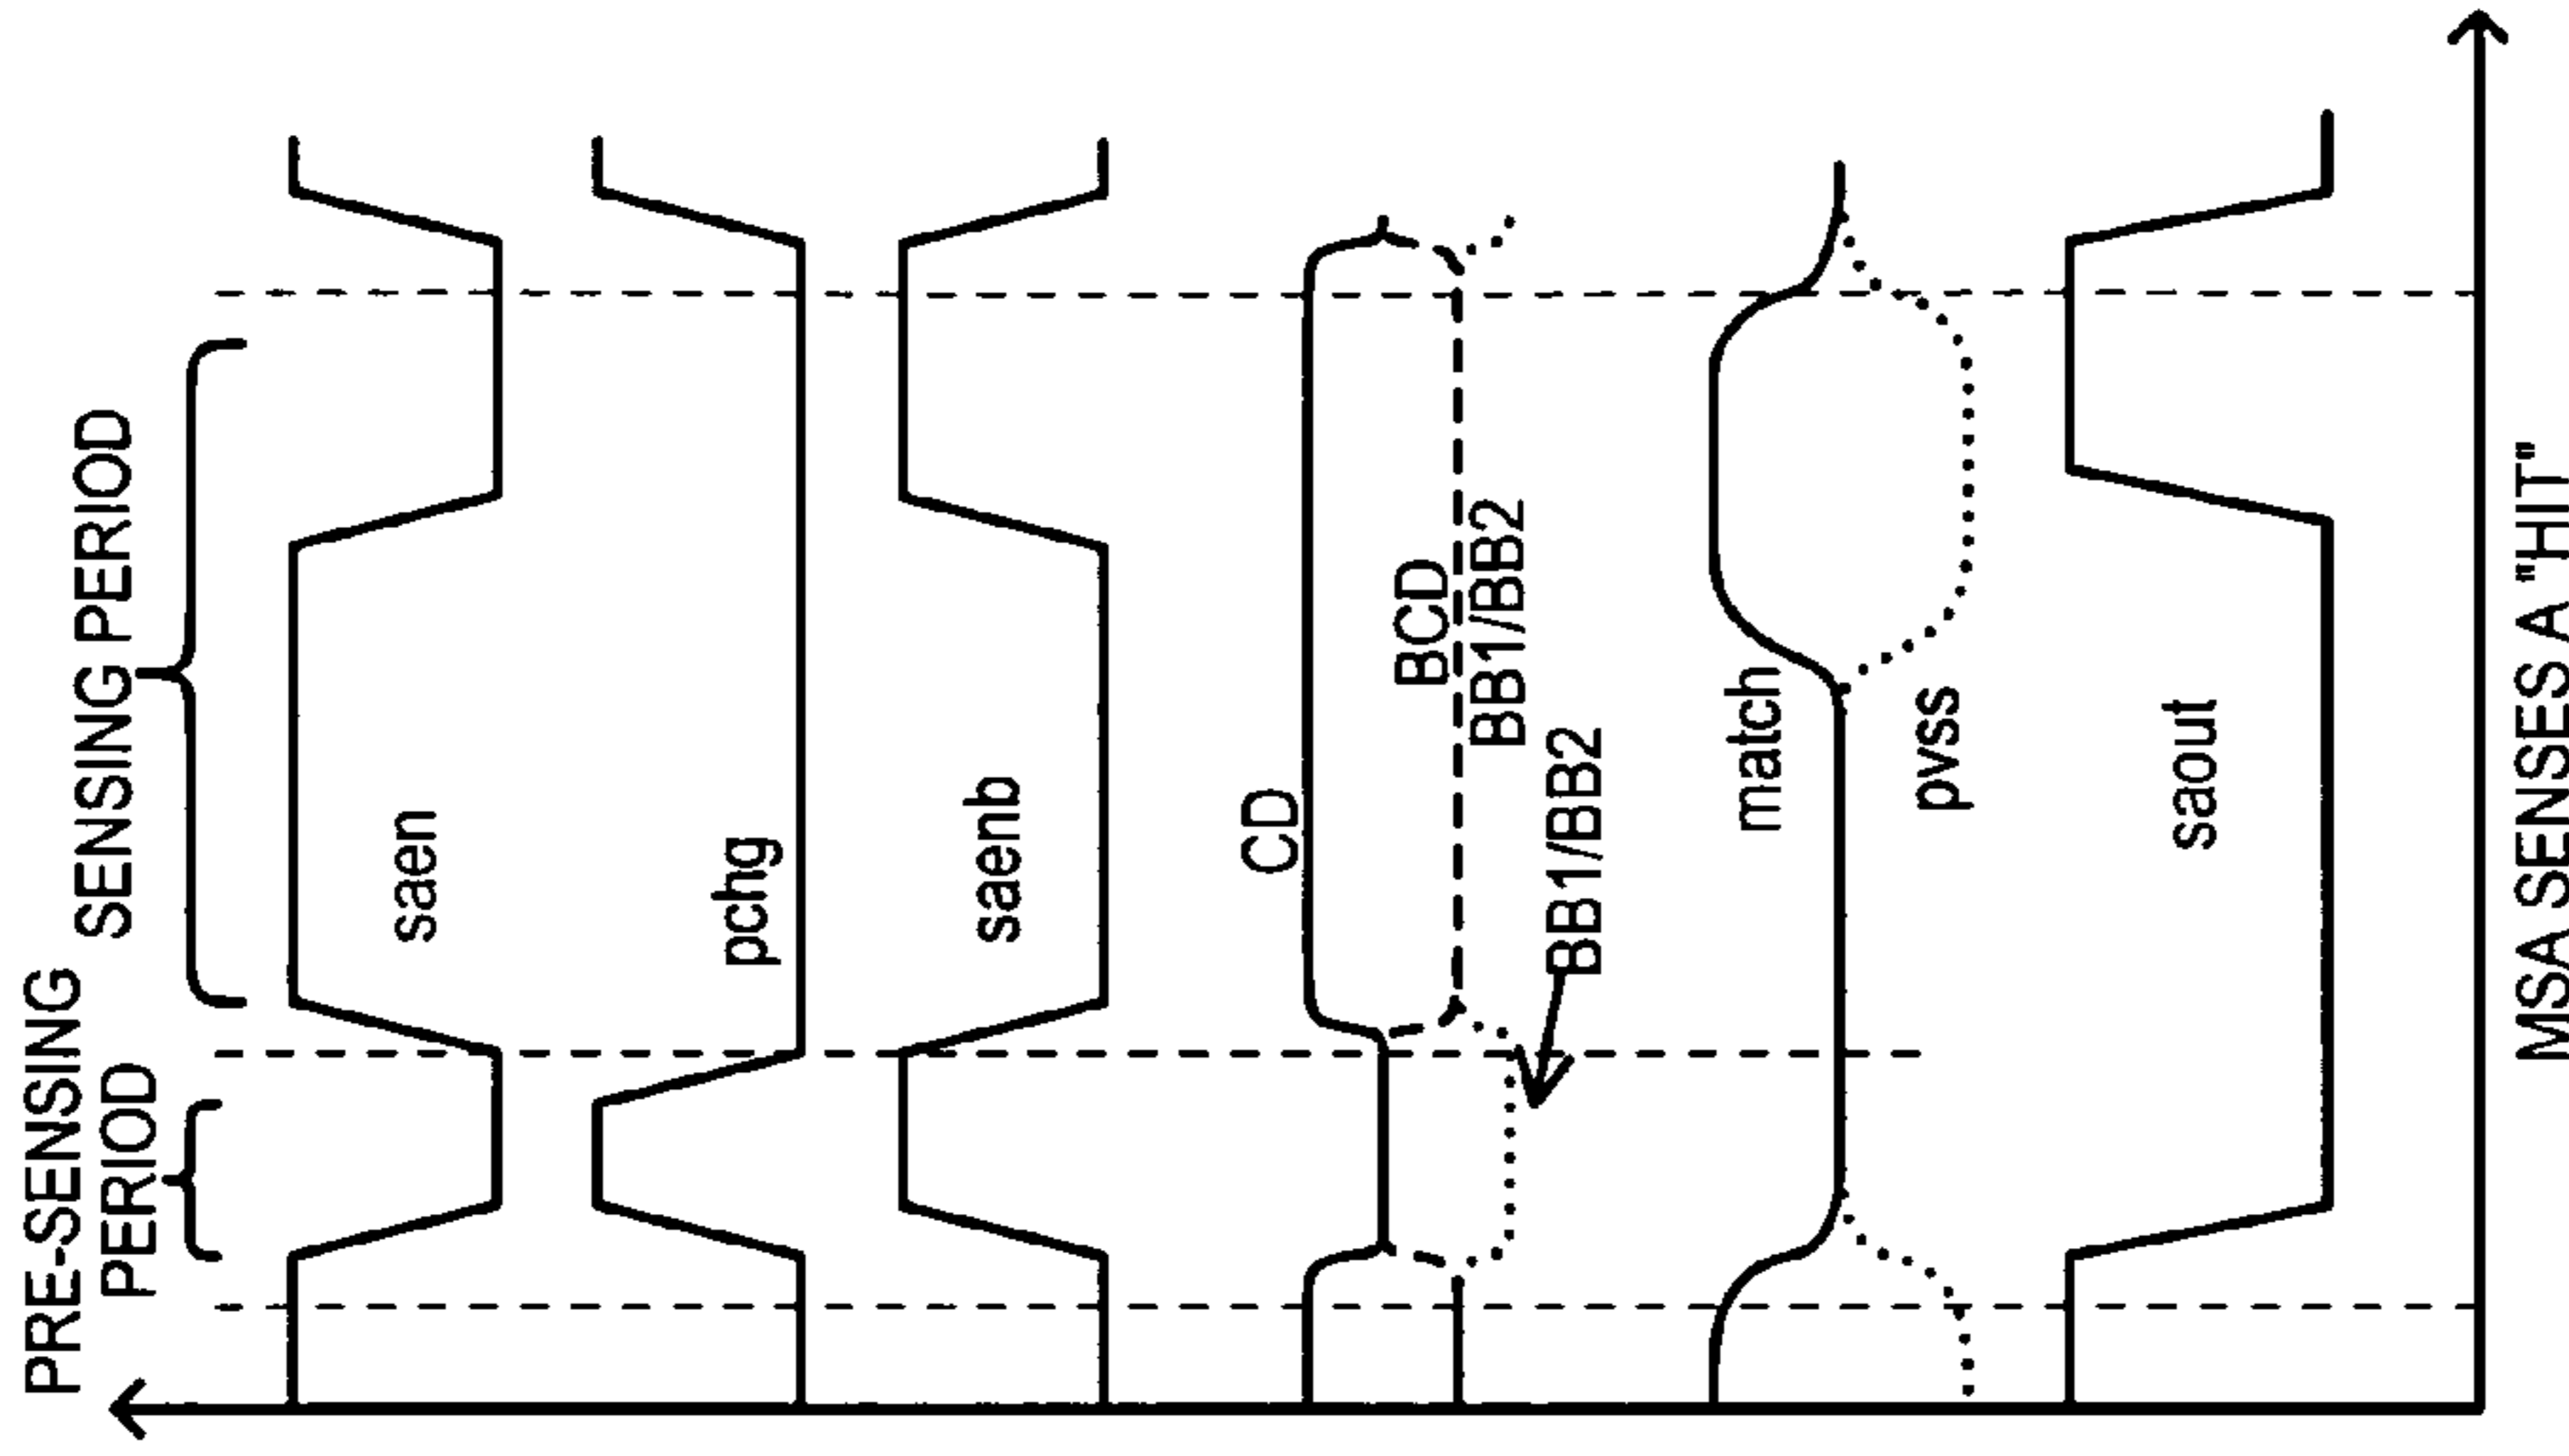 PRE-SENSING
PERIOD
SENSING PERIOD
saen
pchg
saenb
CD
BCD
BB1/BB2
BB1/BB2
match
pvss
saout
MSA SENSES A "HIT"